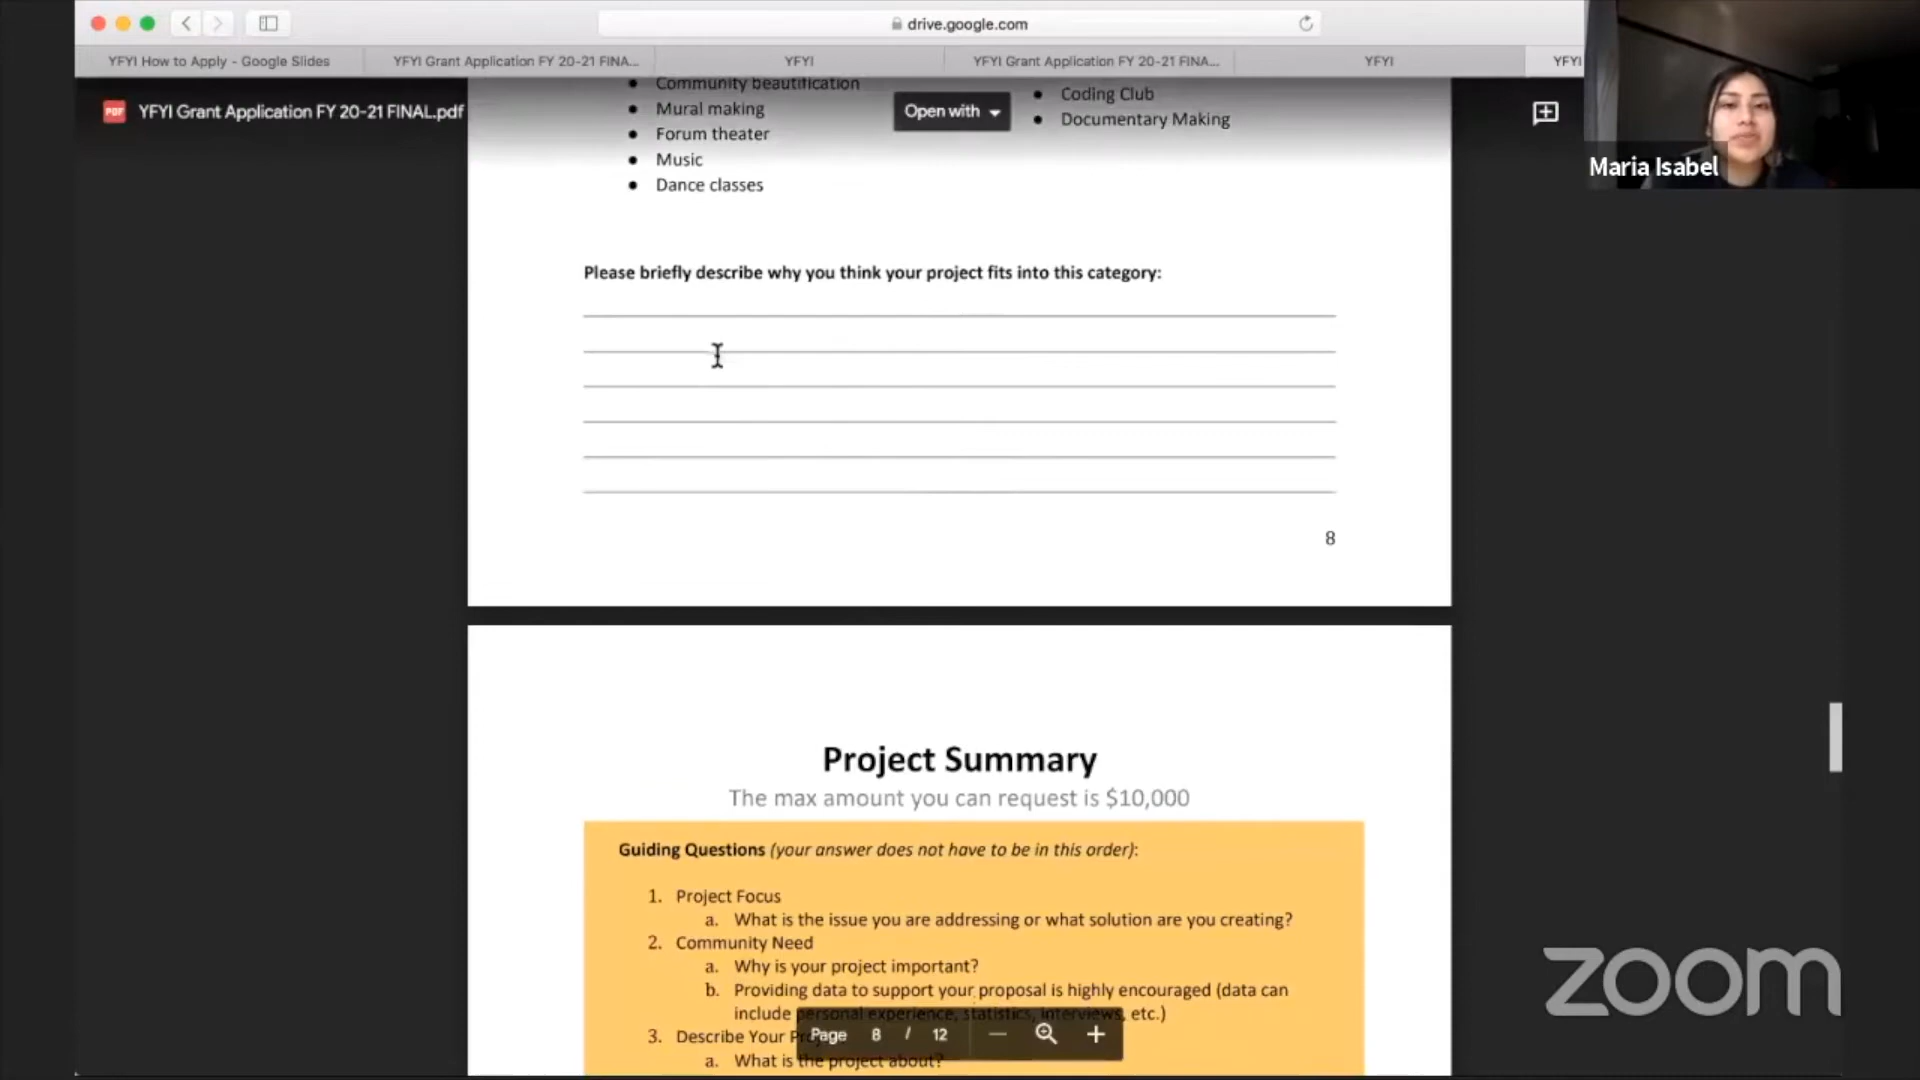 drive.google.com
YFYI How to Apply - Google Slides
YFYI Grant Application FY 20-21 FINA...
YFYI
YFYI Grant Application FY 20-21 FINA...
YFYI
YFYI
PDF
YFYI Grant Application FY 20-21 FINAL.pdf
Open with
Maria Isabel
Community beautification
Mural making
Forum theater
Music
Dance classes
Coding Club
Documentary Making
Please briefly describe why you think your project fits into this category:
8
Project Summary
The max amount you can request is $10,000
Guiding Questions (your answer does not have to be in this order):
1. Project Focus
a. What is the issue you are addressing or what solution are you creating?
2. Community Need
a. Why is your project important?
b. Providing data to support your proposal is highly encouraged (data can
include personal experience, statistics, interviews, etc.)
3. Describe Your
a. What is the project about?
Page 8 / 12
zoom